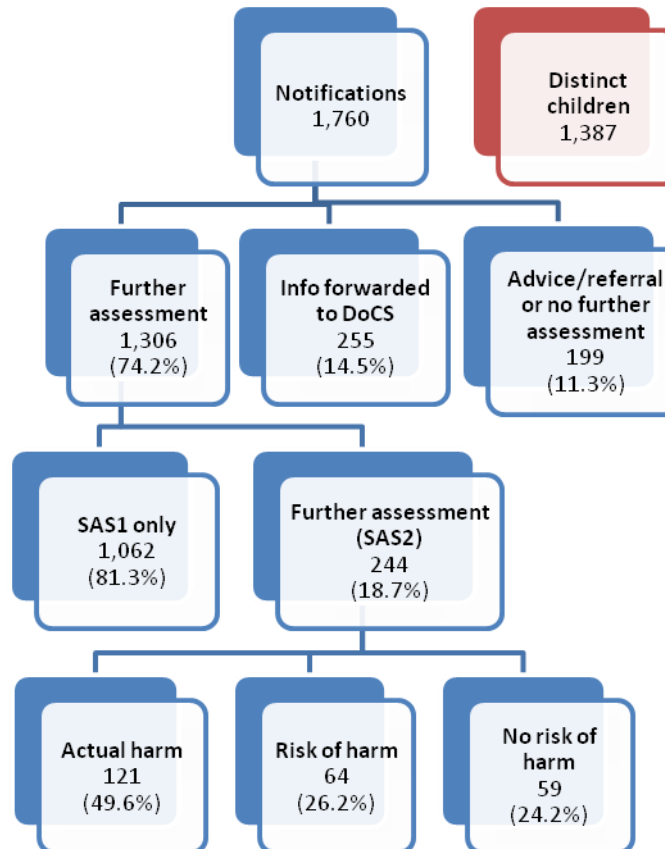 Notifications
1,760
Distinct
children
1,387
Further
assessment
1,306
(74.2%)
Info forwarded
to DoCS
255
(14.5%)
Advice/referral
or no further
assessment
199
(11.3%)
SAS1 only
1,062
(81.3%)
Further assessment
(SAS2)
244
(18.7%)
Actual harm
121
(49.6%)
Risk of harm
64
(26.2%)
No risk of
harm
59
(24.2%)